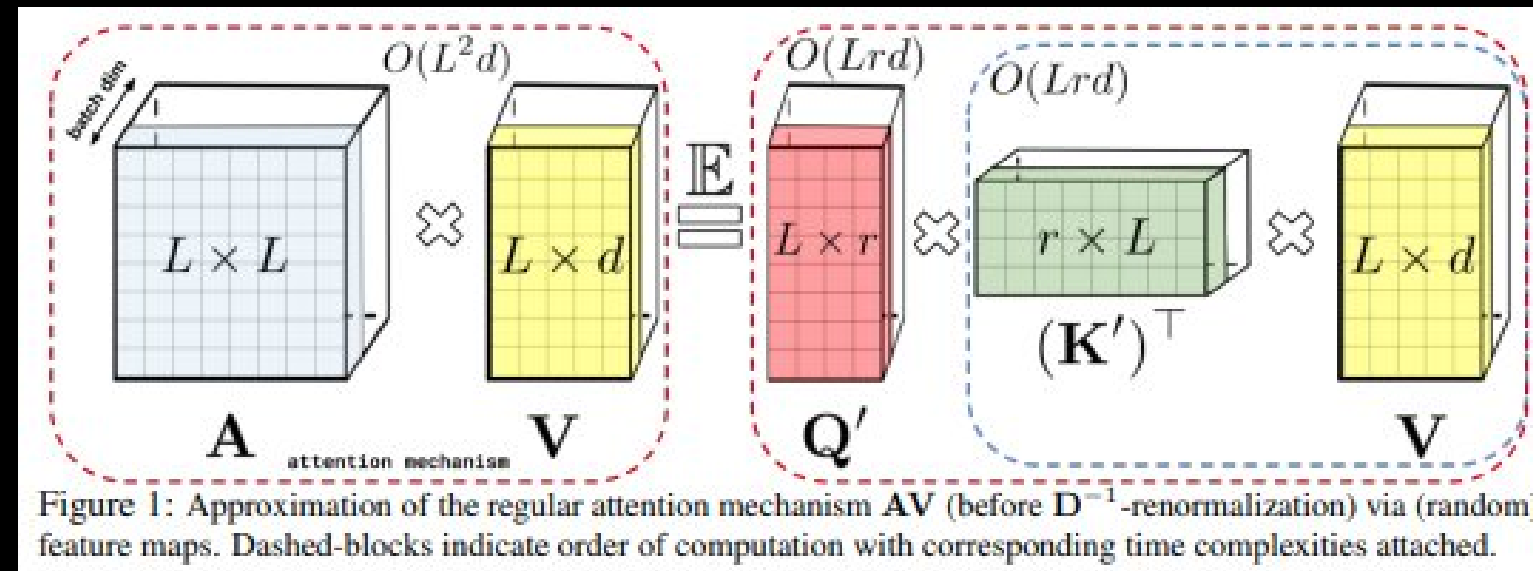 batch dim
O(L²d)
O(Lrd)
O(Lrd)
𝔼
L × L
L × d
L × r
r × L
L × d
(K′)⊤
A
V
Q′
V
attention mechanism
Figure 1: Approximation of the regular attention mechanism AV (before D⁻¹-renormalization) via (random)
feature maps. Dashed-blocks indicate order of computation with corresponding time complexities attached.